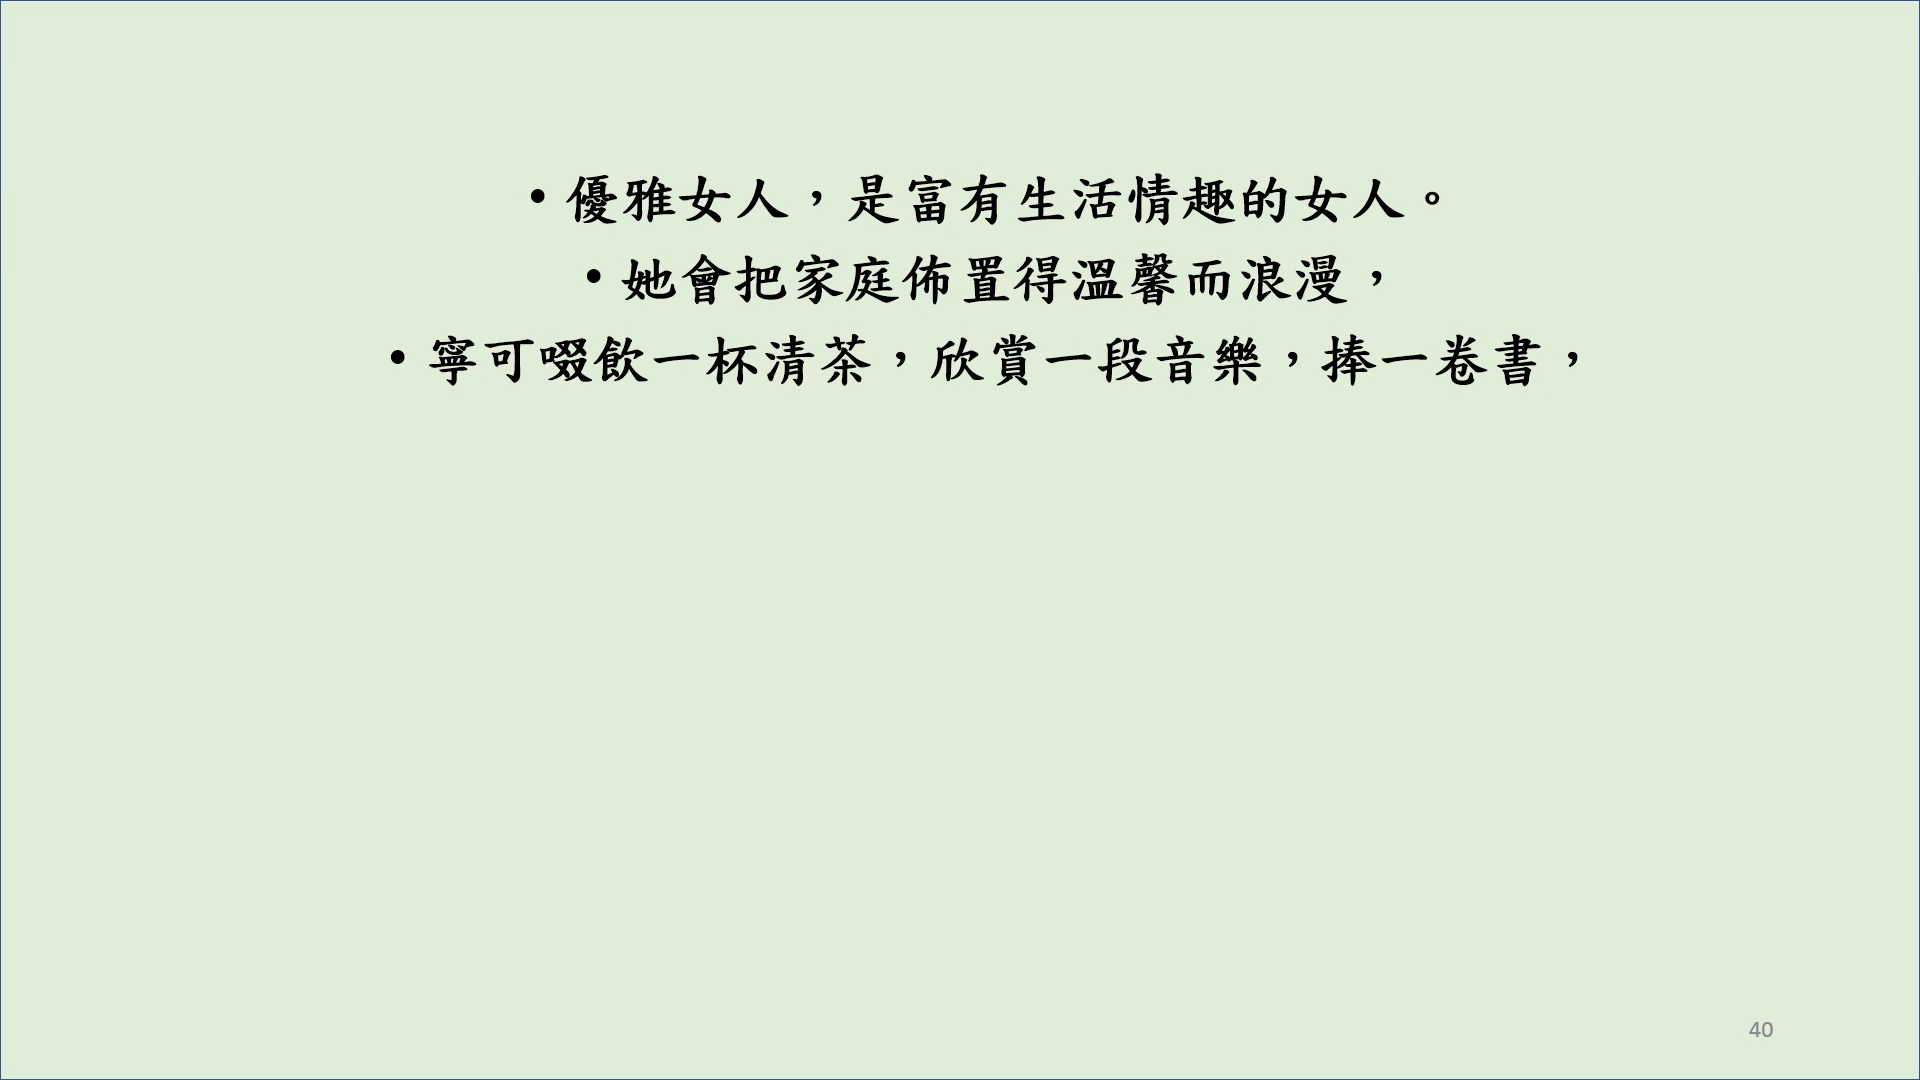 • 優雅女人，是富有生活情趣的女人。
• 她會把家庭佈置得溫馨而浪漫，
• 寧可啜飲一杯清茶，欣賞一段音樂，捧一卷書，
40